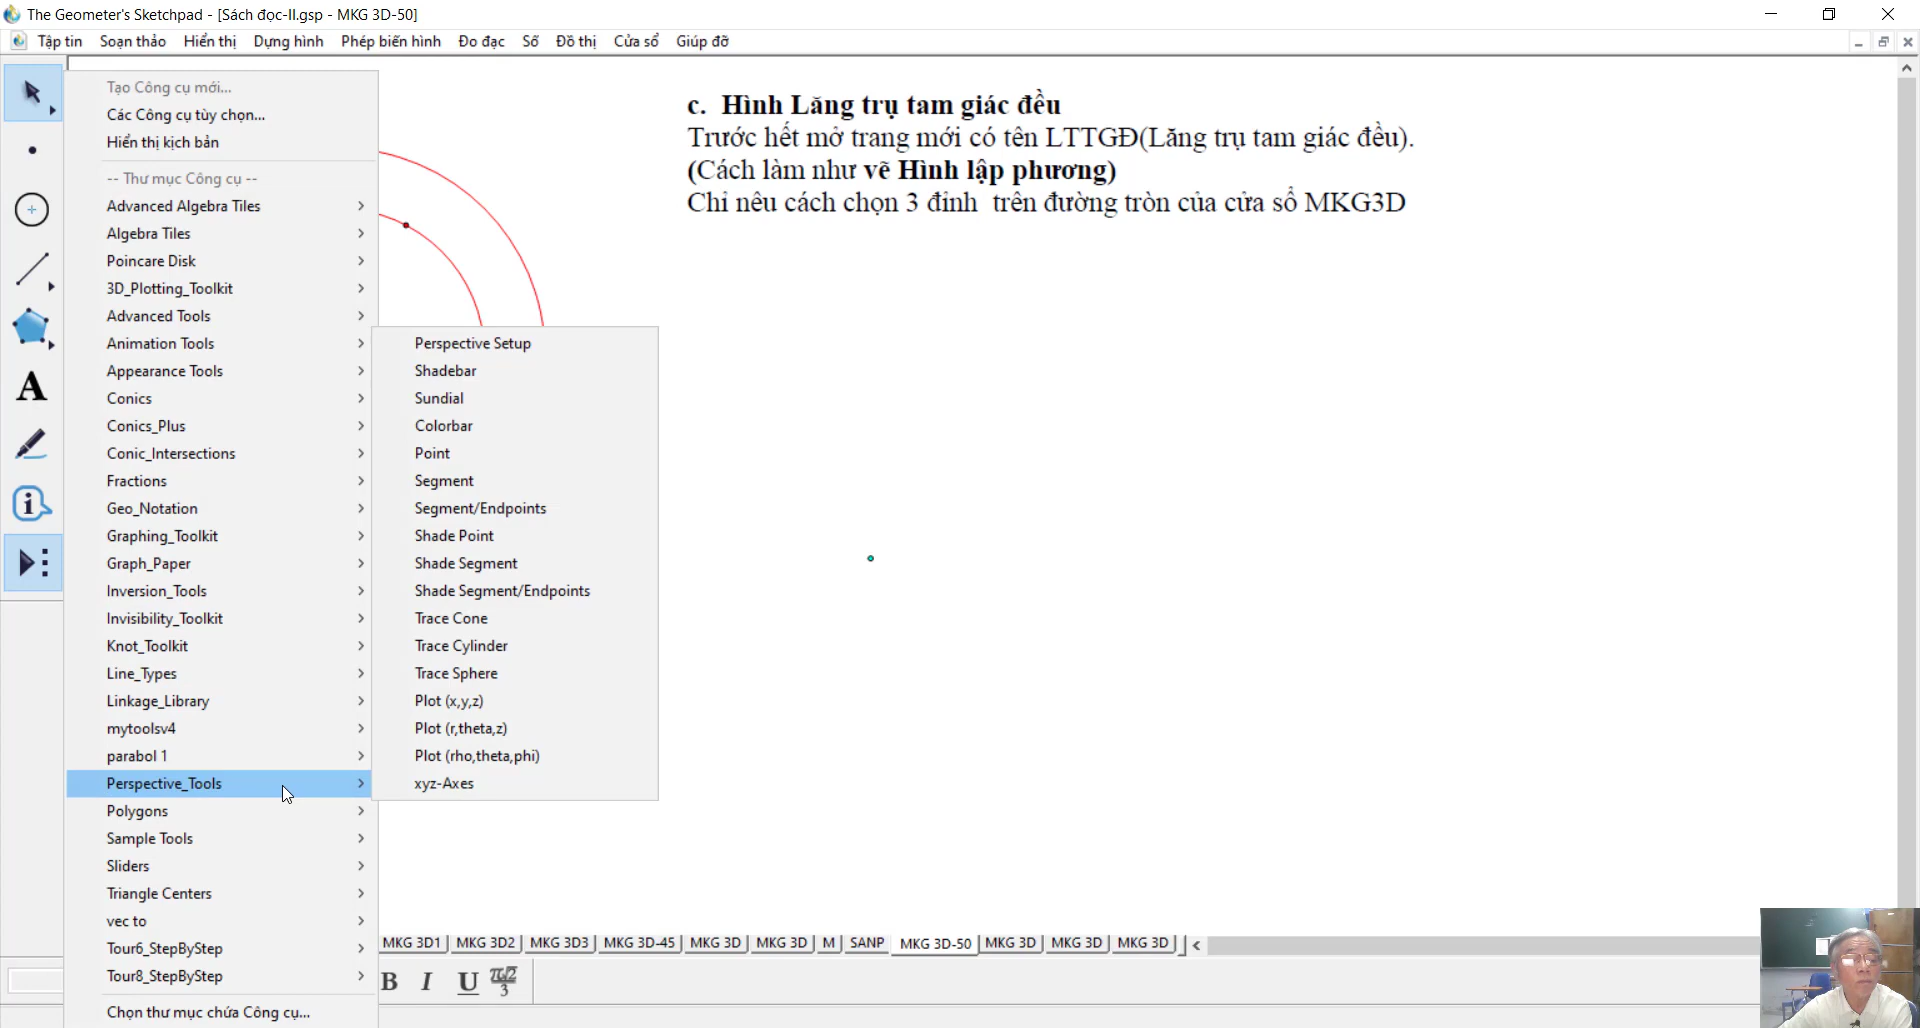 The Geometer's Sketchpad - [Sách đọc-II.gsp - MKG 3D-50]
Tập tin Soạn thảo Hiển thị Dựng hình Phép biến hình Đo đạc Số Đồ thị Cửa sổ Giúp đỡ
Tạo Công cụ mới...
Các Công cụ tùy chọn...
Hiển thị kịch bản
-- Thư mục Công cụ --
Advanced Algebra Tiles
Algebra Tiles
Poincare Disk
3D_Plotting_Toolkit
Advanced Tools
Animation Tools
Appearance Tools
Conics
Conics_Plus
Conic_Intersections
Fractions
Geo_Notation
Graphing_Toolkit
Graph_Paper
Inversion_Tools
Invisibility_Toolkit
Knot_Toolkit
Line_Types
Linkage_Library
mytoolsv4
parabol 1
Perspective_Tools
Polygons
Sample Tools
Sliders
Triangle Centers
vec to
Tour6_StepByStep
Tour8_StepByStep
Chọn thư mục chứa Công cụ...
Perspective Setup
Shadebar
Sundial
Colorbar
Point
Segment
Segment/Endpoints
Shade Point
Shade Segment
Shade Segment/Endpoints
Trace Cone
Trace Cylinder
Trace Sphere
Plot (x,y,z)
Plot (r,theta,z)
Plot (rho,theta,phi)
xyz-Axes
c. Hình Lăng trụ tam giác đều
Trước hết mở trang mới có tên LTTGĐ(Lăng trụ tam giác đều).
(Cách làm như vẽ Hình lập phương)
Chỉ nêu cách chọn 3 đỉnh trên đường tròn của cửa sổ MKG3D
MKG 3D1 MKG 3D2 MKG 3D3 MKG 3D-45 MKG 3D MKG 3D M SANP MKG 3D-50 MKG 3D MKG 3D MKG 3D
A
i
B I U π√2/3